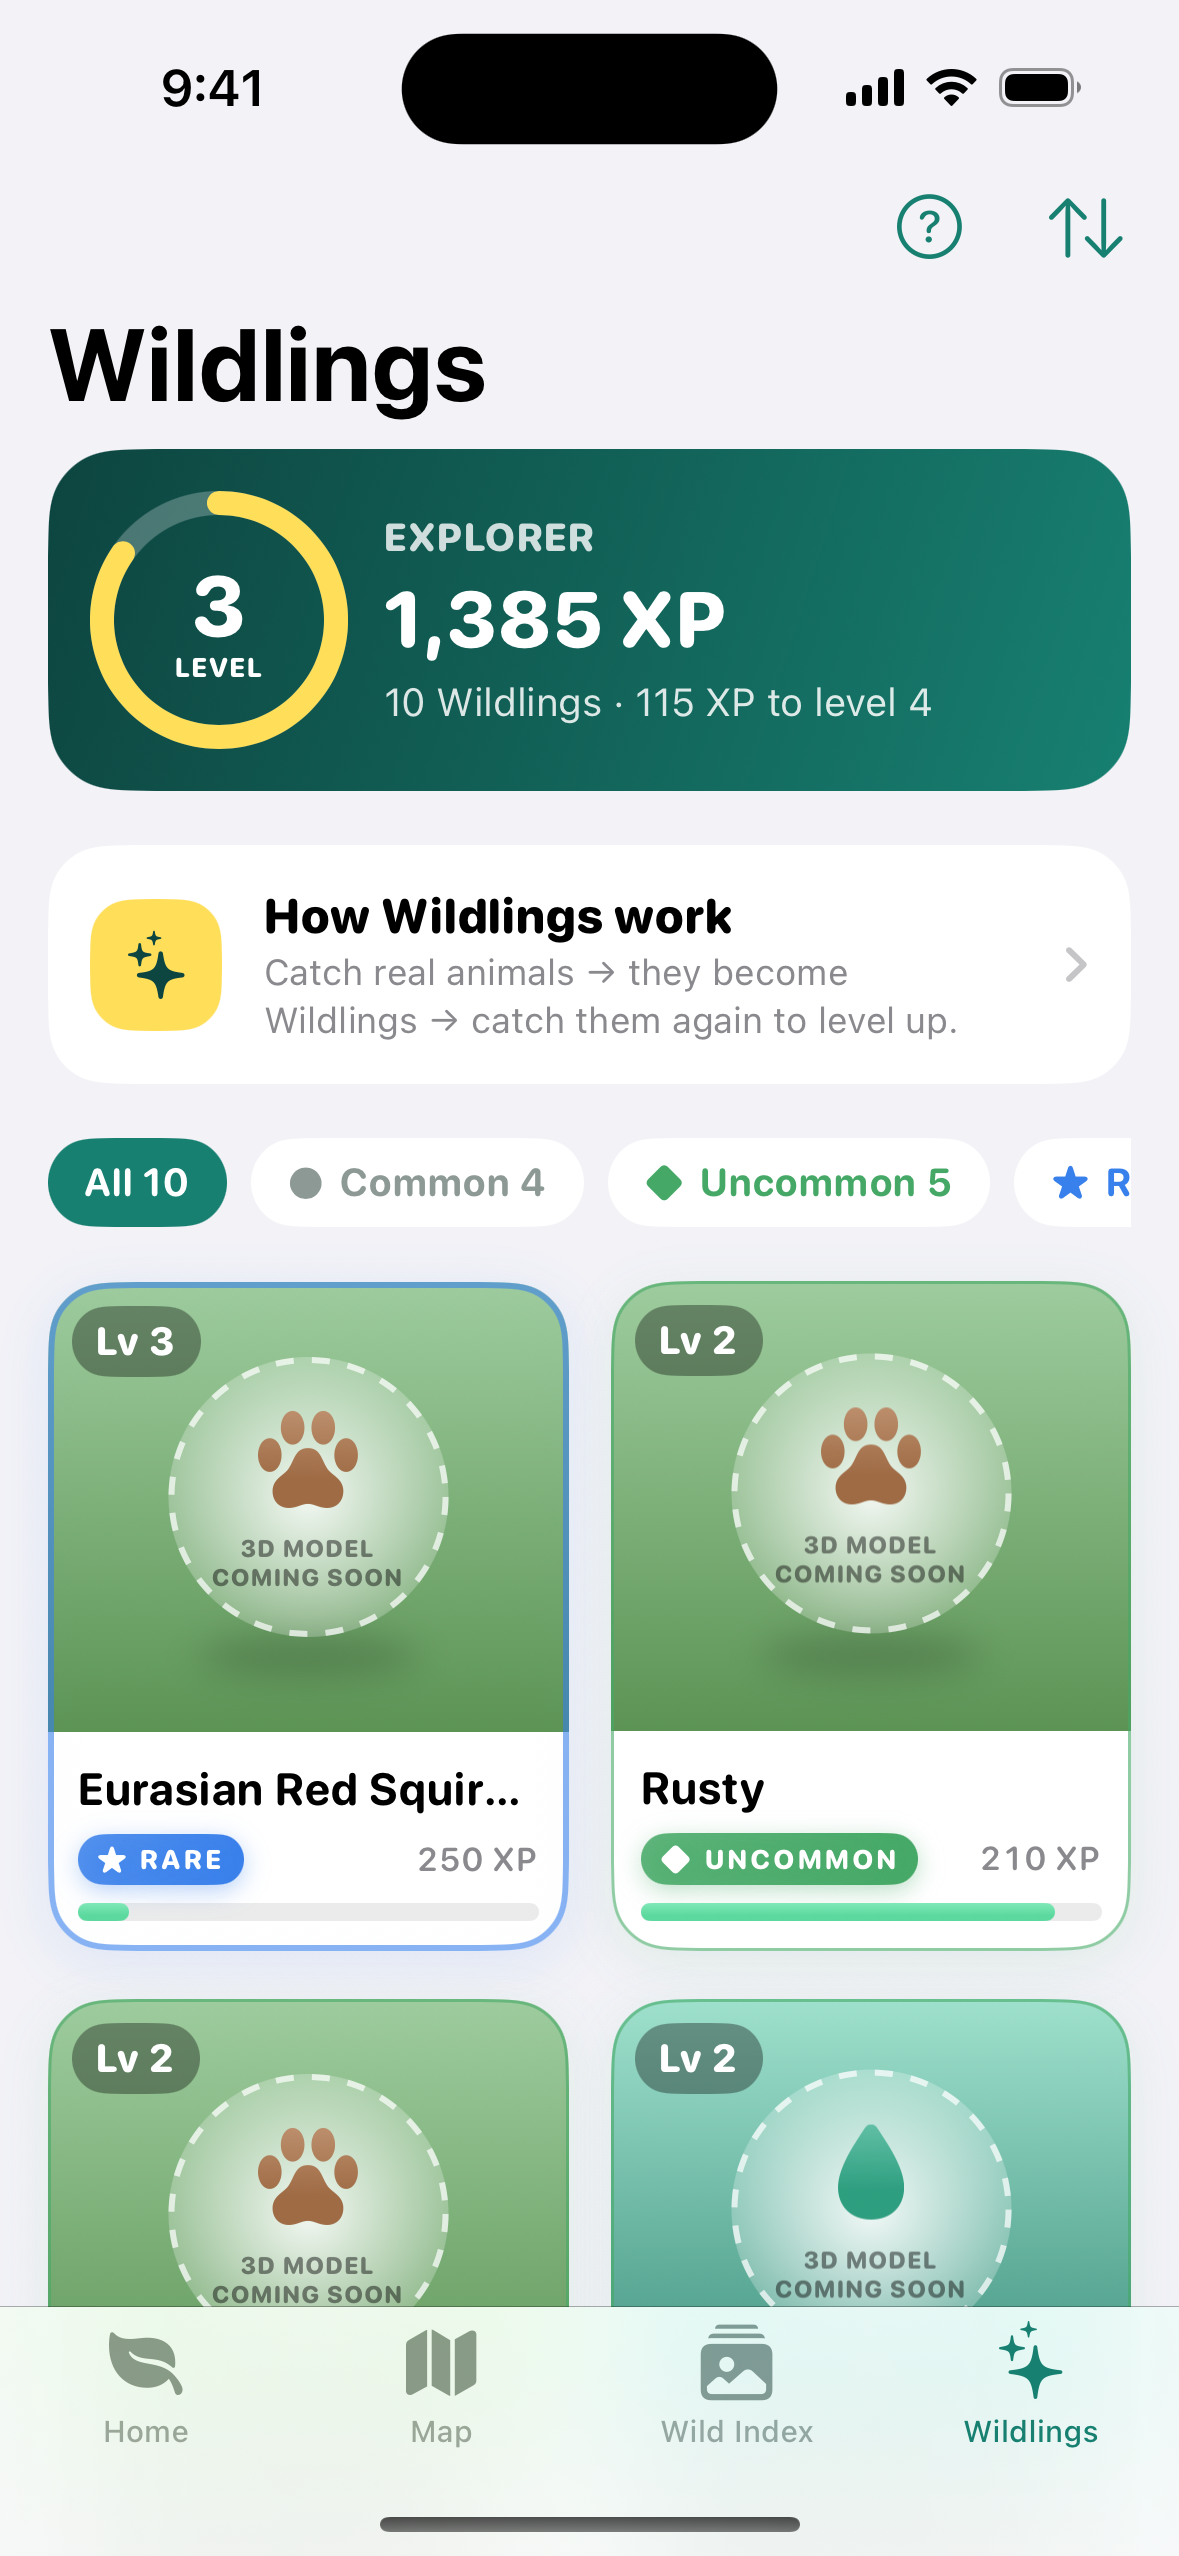 9:41
?
Wildlings
3
LEVEL
EXPLORER
1,385 XP
10 Wildlings · 115 XP to level 4
How Wildlings work
Catch real animals → they become
Wildlings → catch them again to level up.
All 10
Common 4
Uncommon 5
R
Lv 3
3D MODEL
COMING SOON
Eurasian Red Squir...
RARE
250 XP
Lv 2
3D MODEL
COMING SOON
Rusty
UNCOMMON
210 XP
Lv 2
3D MODEL
COMING SOON
Lv 2
3D MODEL
COMING SOON
Home
Map
Wild Index
Wildlings